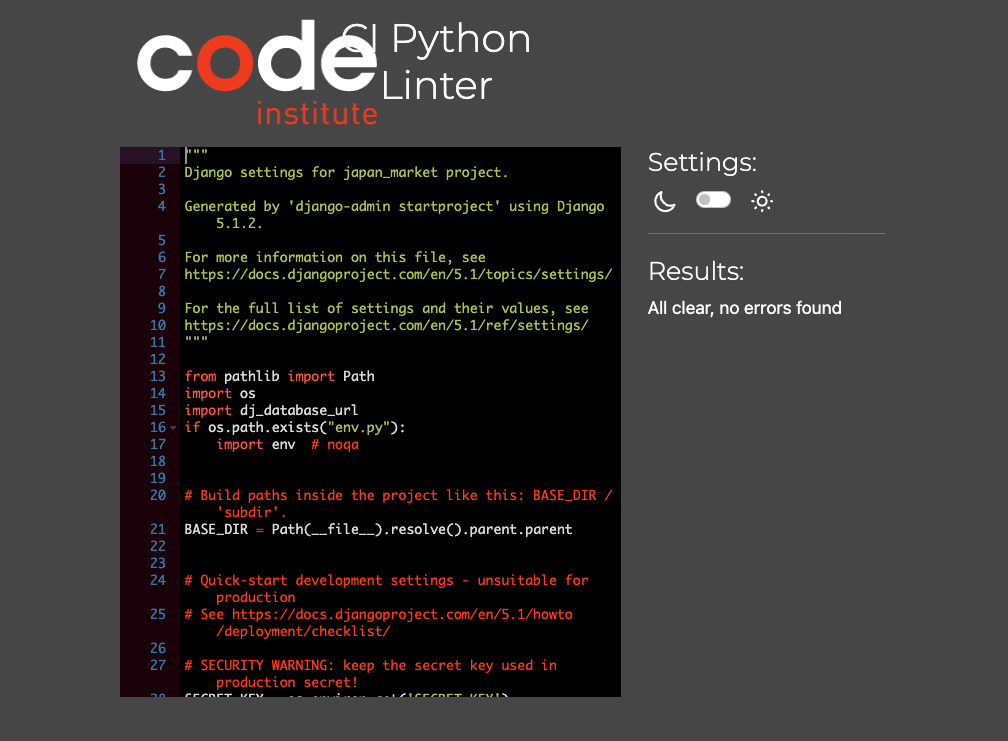 code
institute
CI Python
Linter
1 """
2 Django settings for japan_market project.
3
4 Generated by 'django-admin startproject' using Django
5.1.2.
5
6 For more information on this file, see
7 https://docs.djangoproject.com/en/5.1/topics/settings/
8
9 For the full list of settings and their values, see
10 https://docs.djangoproject.com/en/5.1/ref/settings/
11 """
12
13 from pathlib import Path
14 import os
15 import dj_database_url
16 if os.path.exists("env.py"):
17 import env  # noqa
18
19
20 # Build paths inside the project like this: BASE_DIR /
'subdir'.
21 BASE_DIR = Path(__file__).resolve().parent.parent
22
23
24 # Quick-start development settings - unsuitable for
production
25 # See https://docs.djangoproject.com/en/5.1/howto
/deployment/checklist/
26
27 # SECURITY WARNING: keep the secret key used in
production secret!
28 SECRET_KEY = os.environ.get('SECRET_KEY')
Settings:
Results:
All clear, no errors found